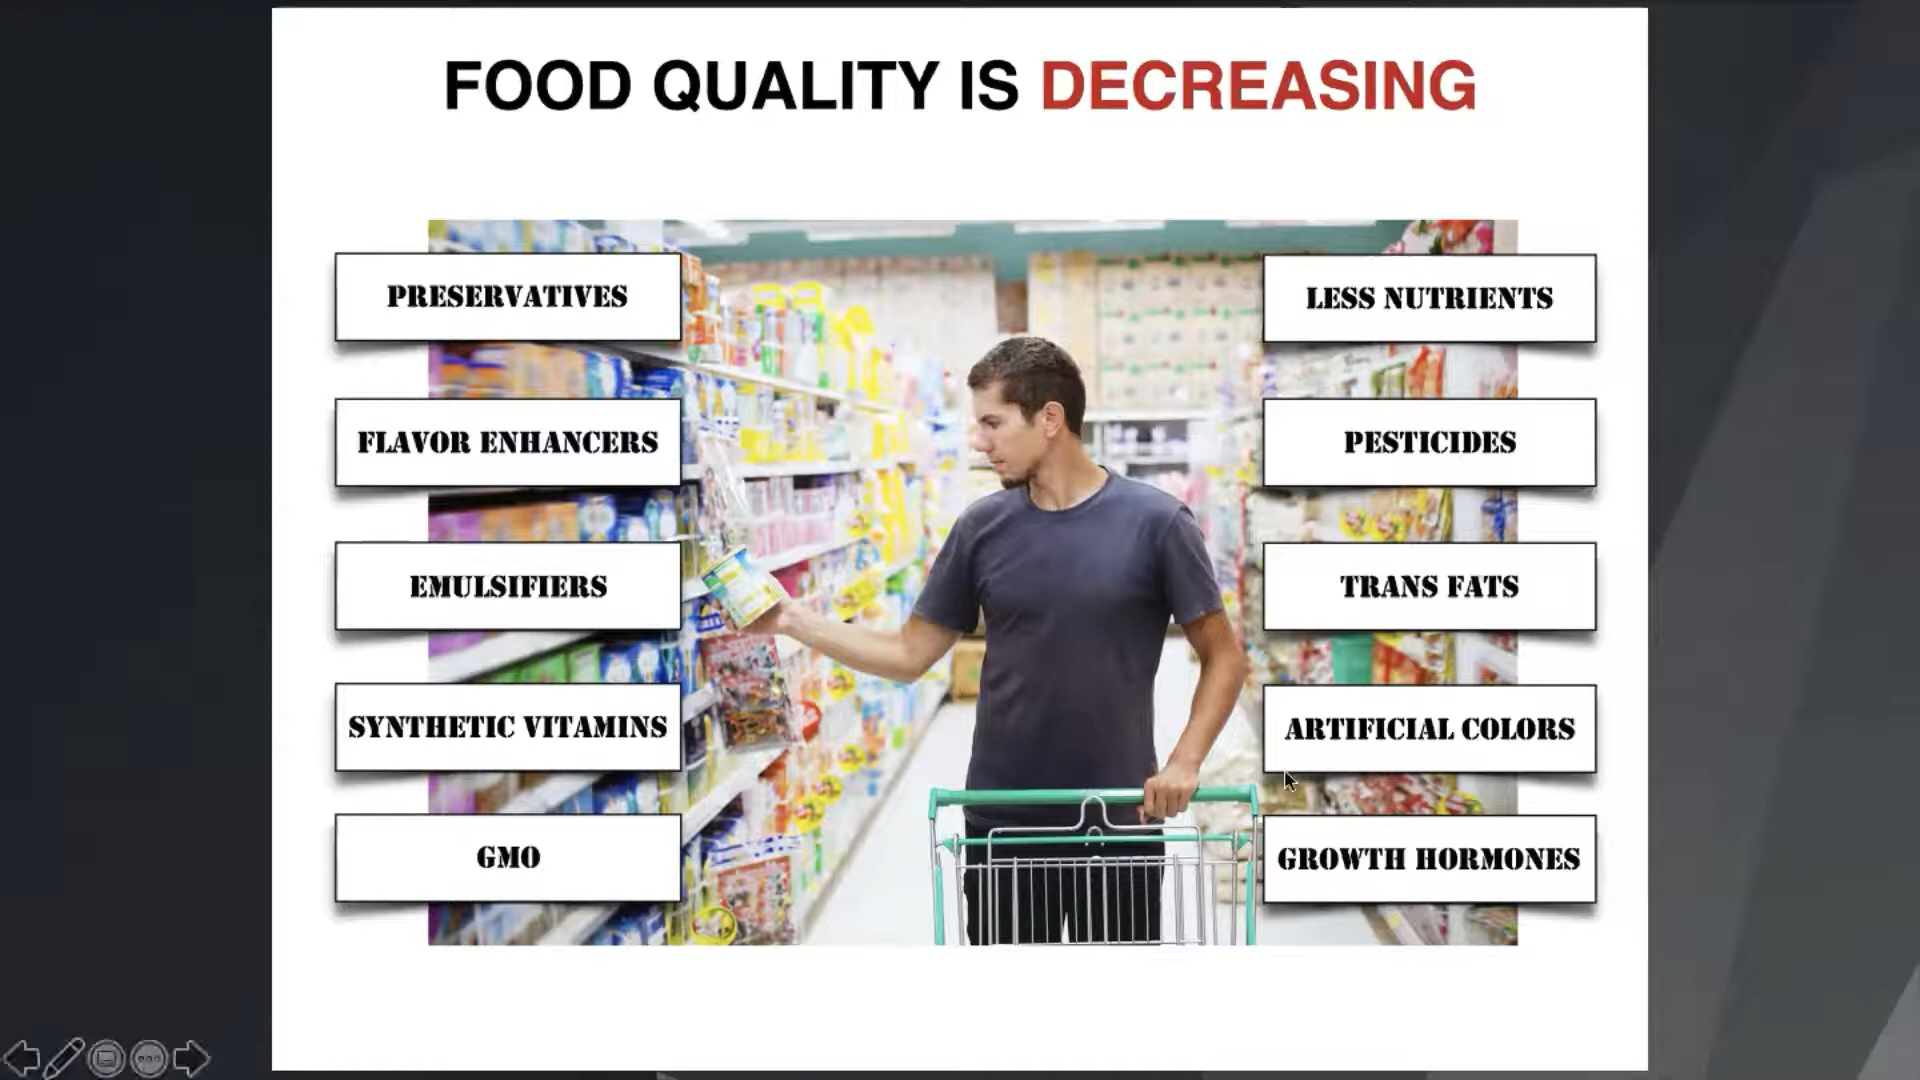 FOOD QUALITY IS DECREASING
PRESERVATIVES
FLAVOR ENHANCERS
EMULSIFIERS
SYNTHETIC VITAMINS
GMO
LESS NUTRIENTS
PESTICIDES
TRANS FATS
ARTIFICIAL COLORS
GROWTH HORMONES